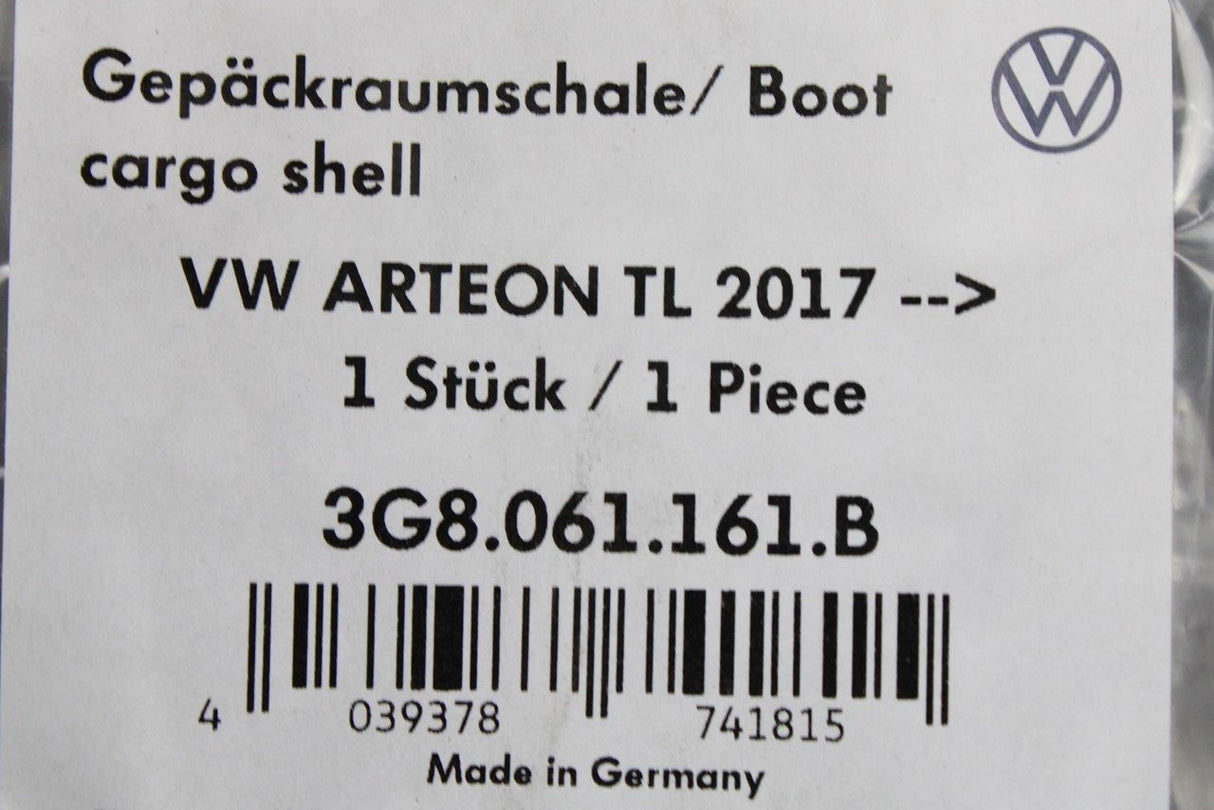 Gepäckraumschale/ Boot
cargo shell
VW ARTEON TL 2017 -->
1 Stück / 1 Piece
3G8.061.161.B
4 039378 741815
Made in Germany